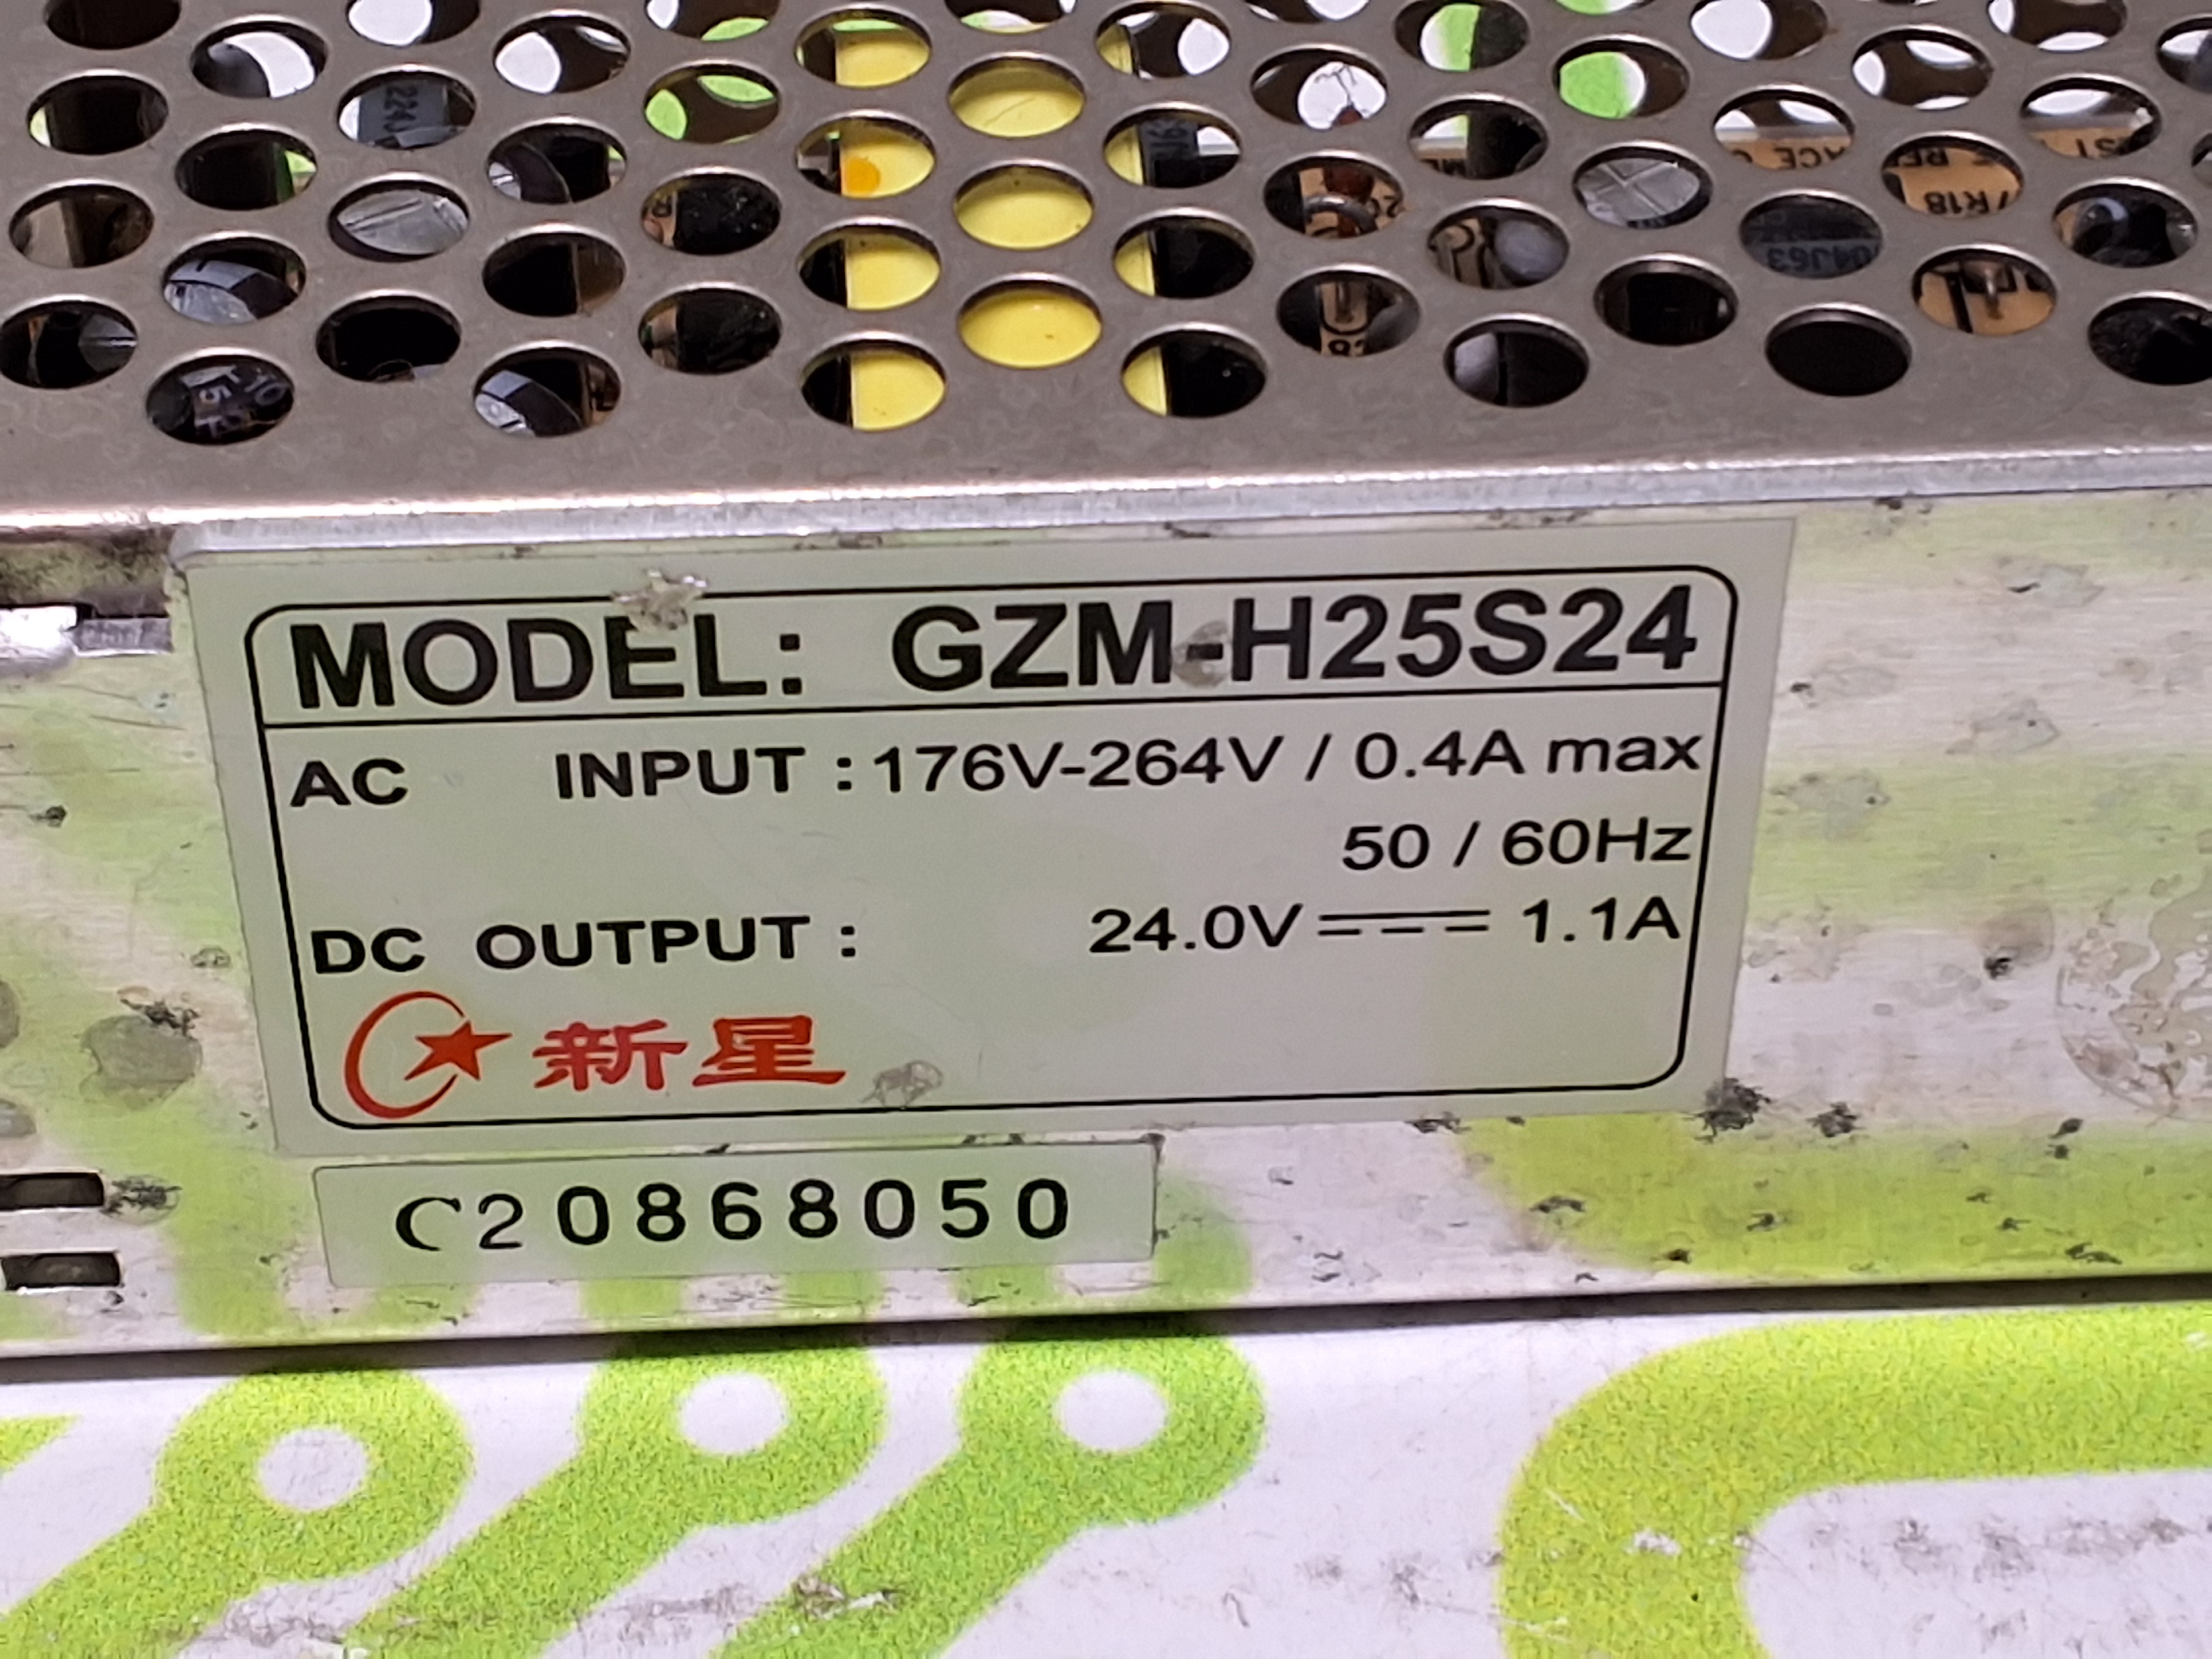 MODEL: GZM-H25S24
AC INPUT : 176V-264V / 0.4A max
50 / 60Hz
DC OUTPUT : 24.0V 1.1A
新星
C20868050